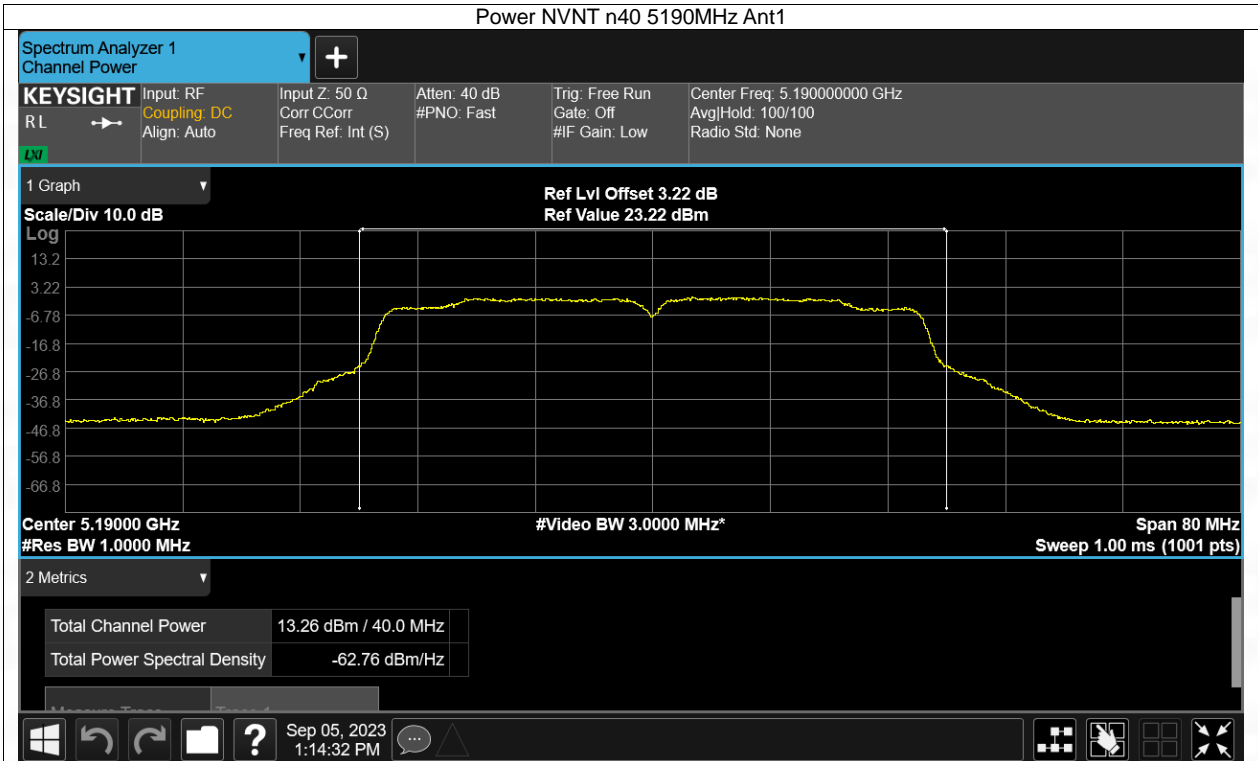 Power NVNT n40 5190MHz Ant1
Spectrum Analyzer 1
Channel Power
KEYSIGHT
R L
LXI
Input: RF
Coupling: DC
Align: Auto
Input Z: 50 Ω
Corr CCorr
Freq Ref: Int (S)
Atten: 40 dB
#PNO: Fast
Trig: Free Run
Gate: Off
#IF Gain: Low
Center Freq: 5.190000000 GHz
Avg|Hold: 100/100
Radio Std: None
1 Graph
Scale/Div 10.0 dB
Ref Lvl Offset 3.22 dB
Ref Value 23.22 dBm
Log
13.2
3.22
-6.78
-16.8
-26.8
-36.8
-46.8
-56.8
-66.8
Center 5.19000 GHz
#Video BW 3.0000 MHz*
Span 80 MHz
#Res BW 1.0000 MHz
Sweep 1.00 ms (1001 pts)
2 Metrics
Total Channel Power 13.26 dBm / 40.0 MHz
Total Power Spectral Density -62.76 dBm/Hz
Sep 05, 2023
1:14:32 PM